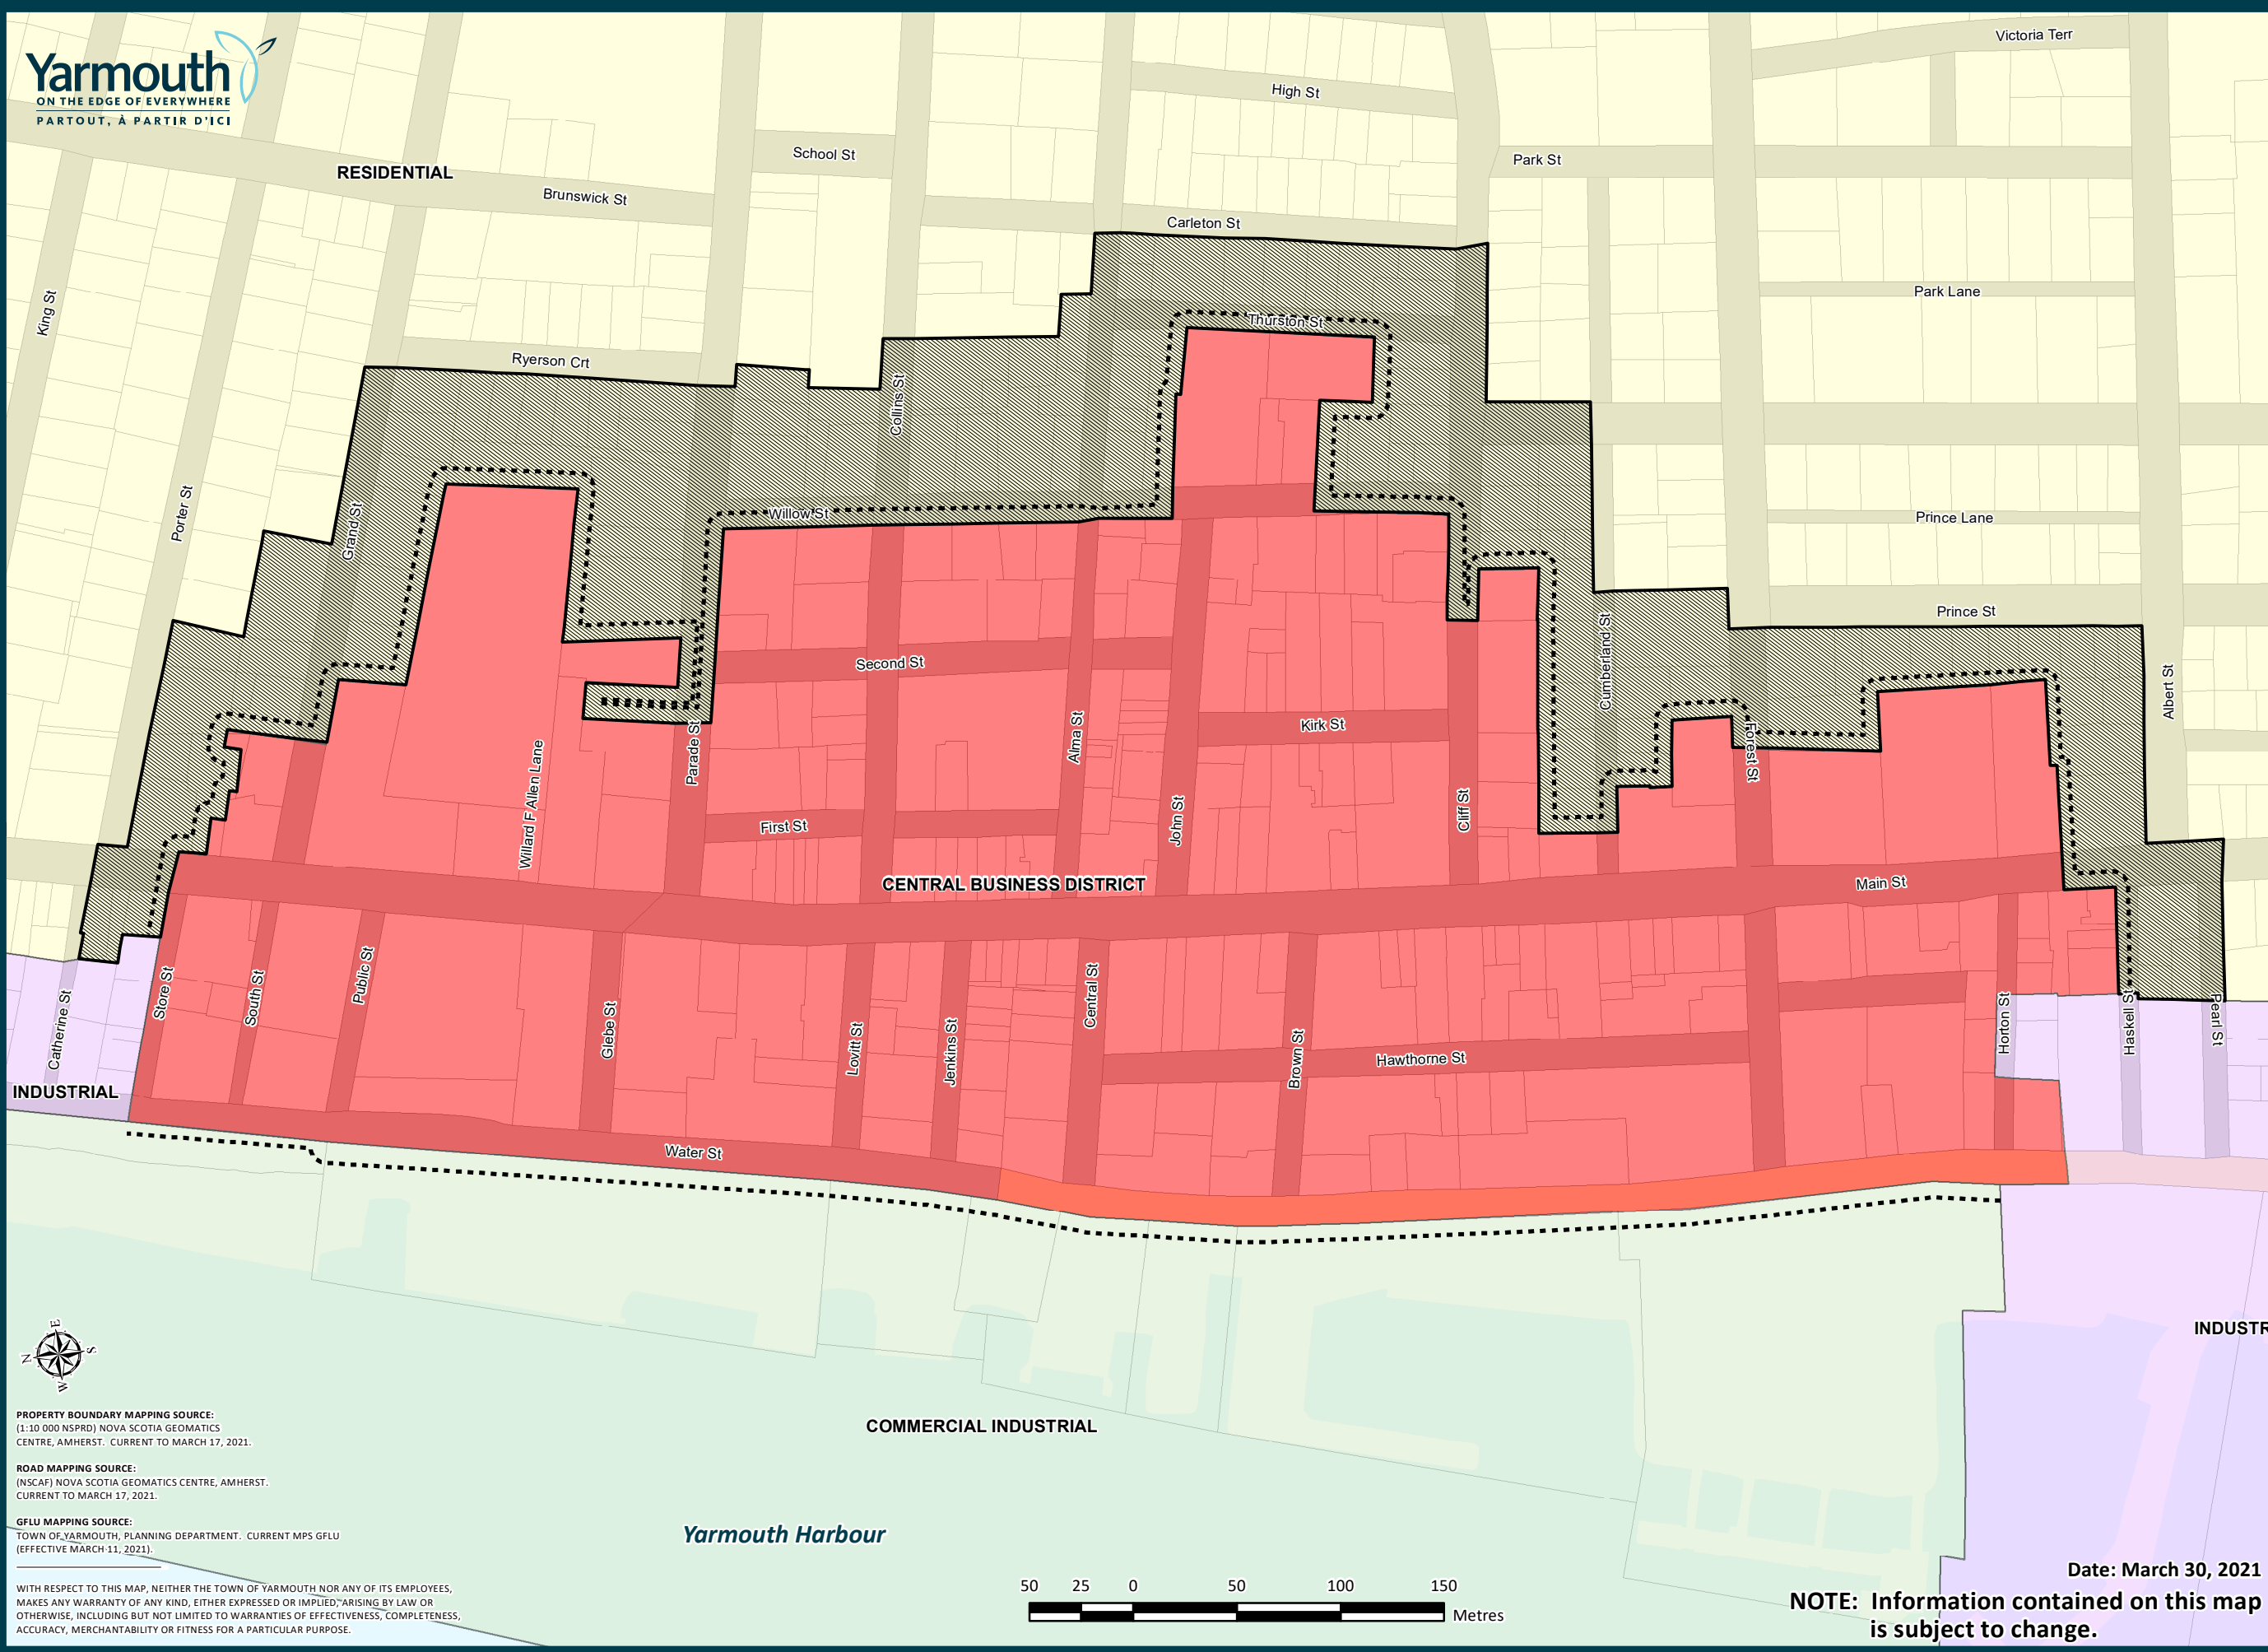 Yarmouth
ON THE EDGE OF EVERYWHERE
PARTOUT, À PARTIR D'ICI
Victoria Terr
High St
School St
Park St
RESIDENTIAL
Brunswick St
Carleton St
King St
Park Lane
Thurston St
Ryerson Crt
Collins St
Porter St
Grand St
Willow St
Prince Lane
Prince St
Cumberland St
Second St
Albert St
Kirk St
Alma St
Parade St
Forest St
Willard F Allen Lane
First St
John St
Cliff St
CENTRAL BUSINESS DISTRICT
Main St
Store St
South St
Public St
Central St
Catherine St
Glebe St
Lovitt St
Jenkins St
Brown St
Hawthorne St
Horton St
Haskell St
Pearl St
INDUSTRIAL
Water St
N
E
S
W
INDUSTR
COMMERCIAL INDUSTRIAL
Yarmouth Harbour
PROPERTY BOUNDARY MAPPING SOURCE:
(1:10 000 NSPRD) NOVA SCOTIA GEOMATICS
CENTRE, AMHERST. CURRENT TO MARCH 17, 2021.
ROAD MAPPING SOURCE:
(NSCAF) NOVA SCOTIA GEOMATICS CENTRE, AMHERST.
CURRENT TO MARCH 17, 2021.
GFLU MAPPING SOURCE:
TOWN OF YARMOUTH, PLANNING DEPARTMENT. CURRENT MPS GFLU
(EFFECTIVE MARCH 11, 2021).
WITH RESPECT TO THIS MAP, NEITHER THE TOWN OF YARMOUTH NOR ANY OF ITS EMPLOYEES,
MAKES ANY WARRANTY OF ANY KIND, EITHER EXPRESSED OR IMPLIED, ARISING BY LAW OR
OTHERWISE, INCLUDING BUT NOT LIMITED TO WARRANTIES OF EFFECTIVENESS, COMPLETENESS,
ACCURACY, MERCHANTABILITY OR FITNESS FOR A PARTICULAR PURPOSE.
50 25 0 50 100 150
Metres
Date: March 30, 2021
NOTE: Information contained on this map
is subject to change.